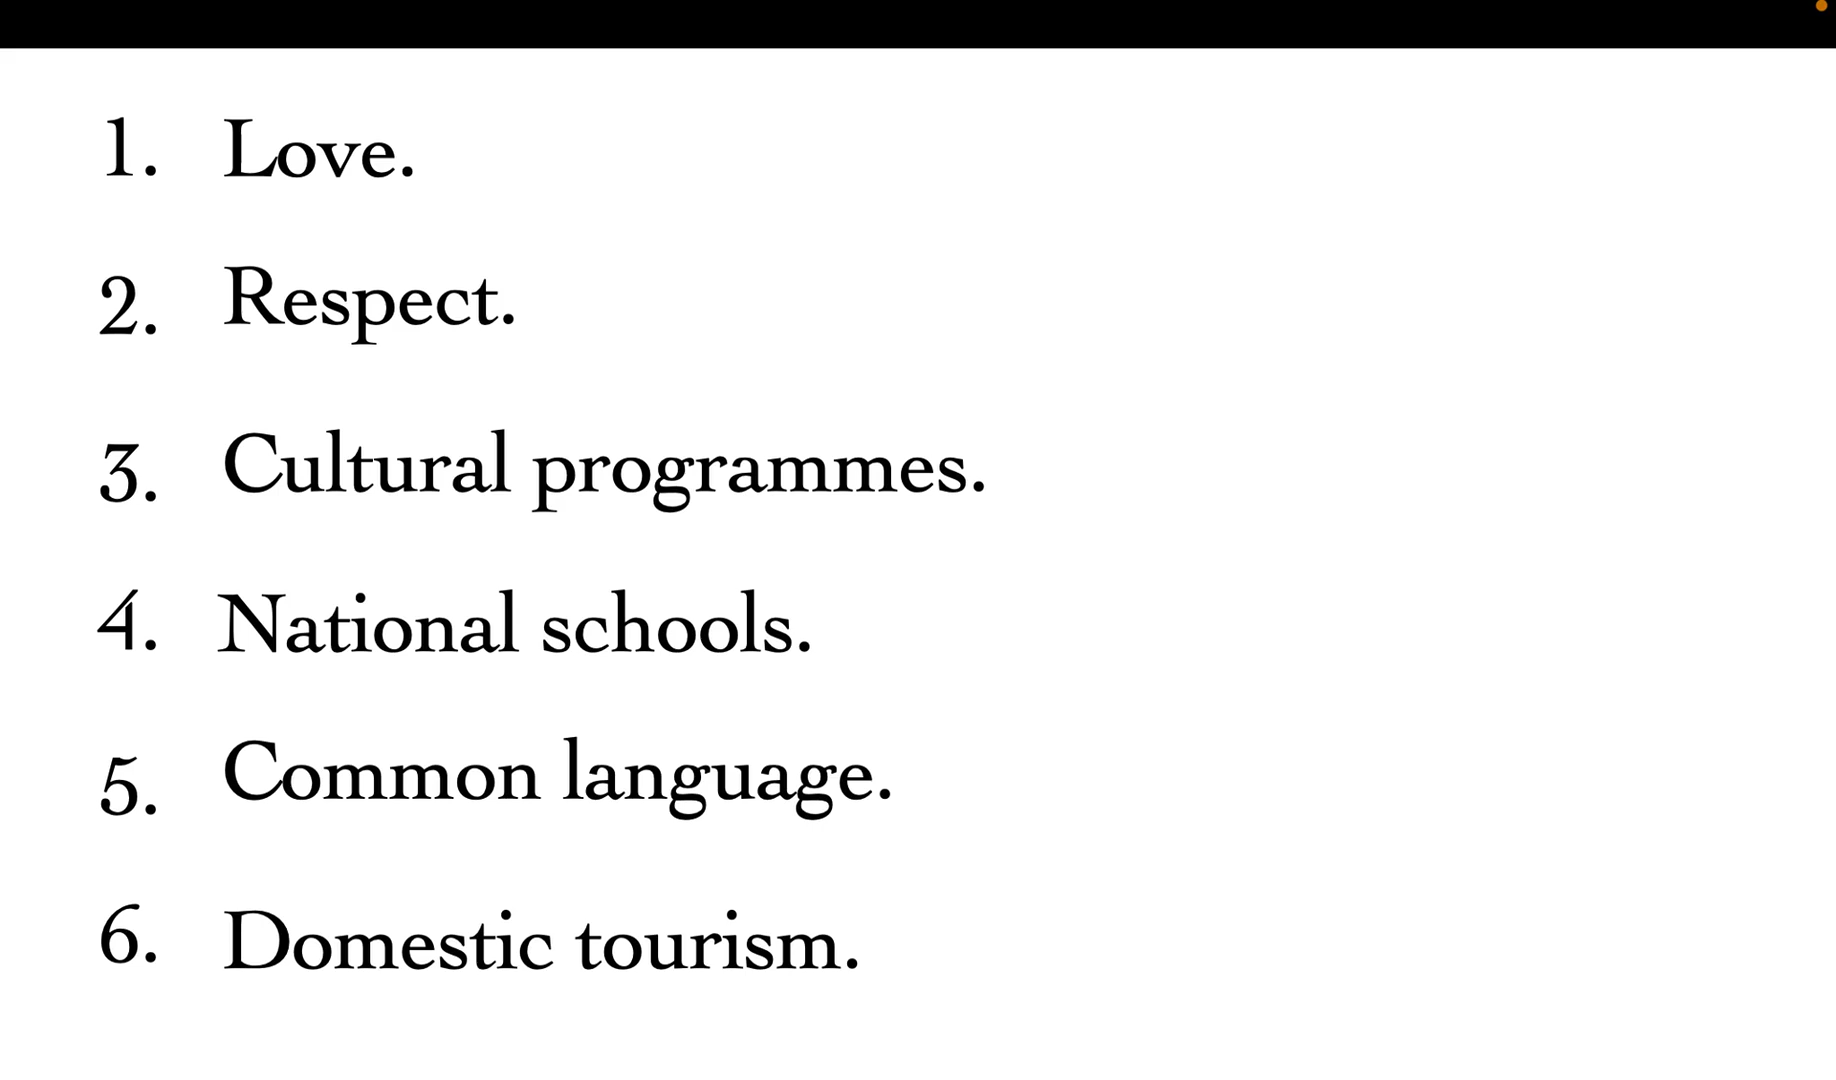 1. Love.
2. Respect.
3. Cultural programmes.
4. National schools.
5. Common language.
6. Domestic tourism.